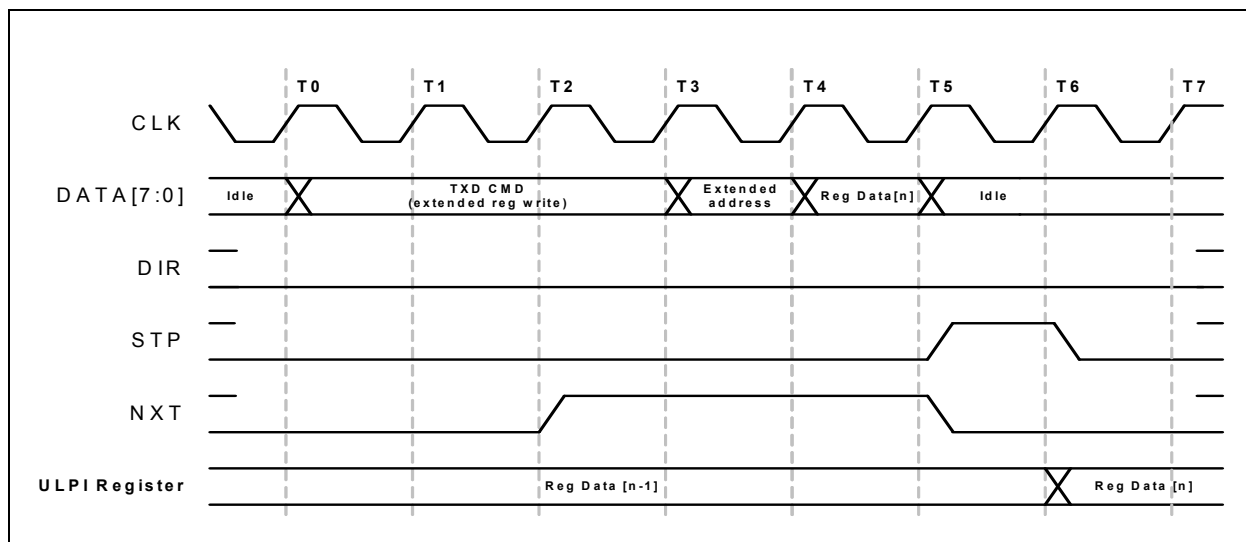 T0 T1 T2 T3 T4 T5 T6 T7
CLK
DATA[7:0] Idle TXD CMD (extended reg write) Extended address Reg Data[n] Idle
DIR
STP
NXT
ULPI Register Reg Data [n-1] Reg Data [n]